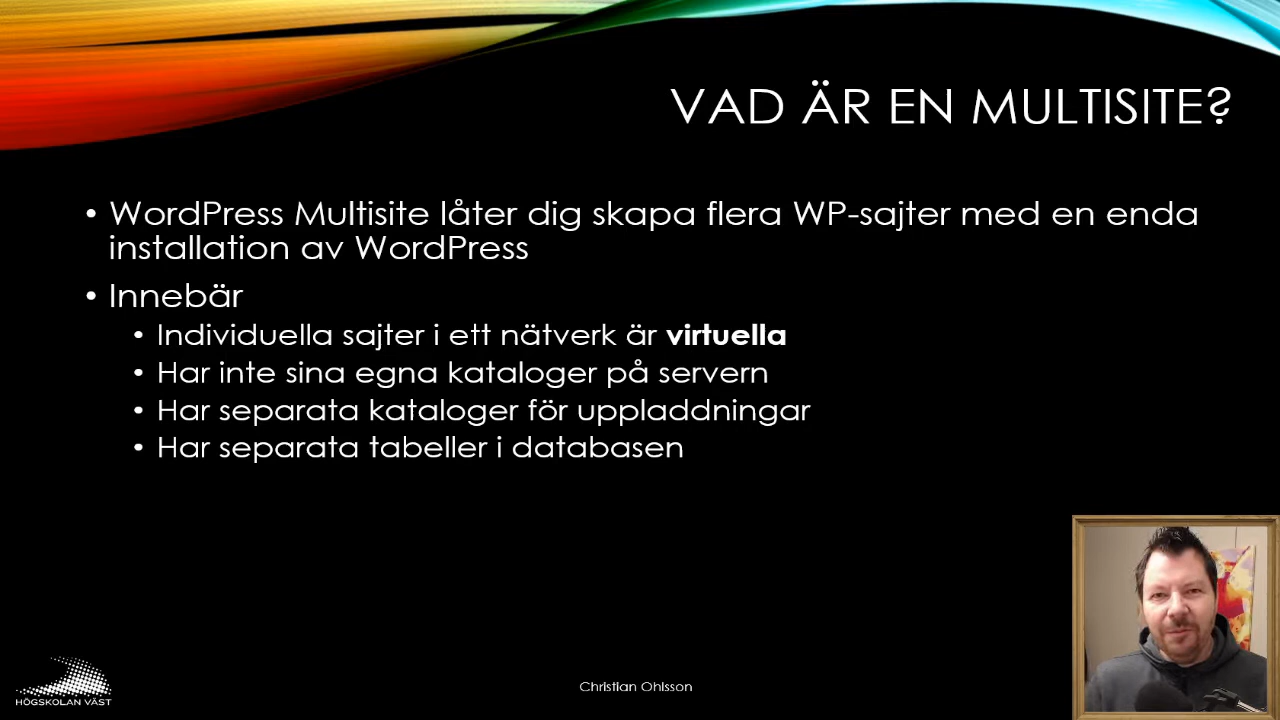 VAD ÄR EN MULTISITE?
• WordPress Multisite låter dig skapa flera WP-sajter med en enda
installation av WordPress
• Innebär
• Individuella sajter i ett nätverk är virtuella
• Har inte sina egna kataloger på servern
• Har separata kataloger för uppladdningar
• Har separata tabeller i databasen
HÖGSKOLAN VÄST
Christian Ohlsson